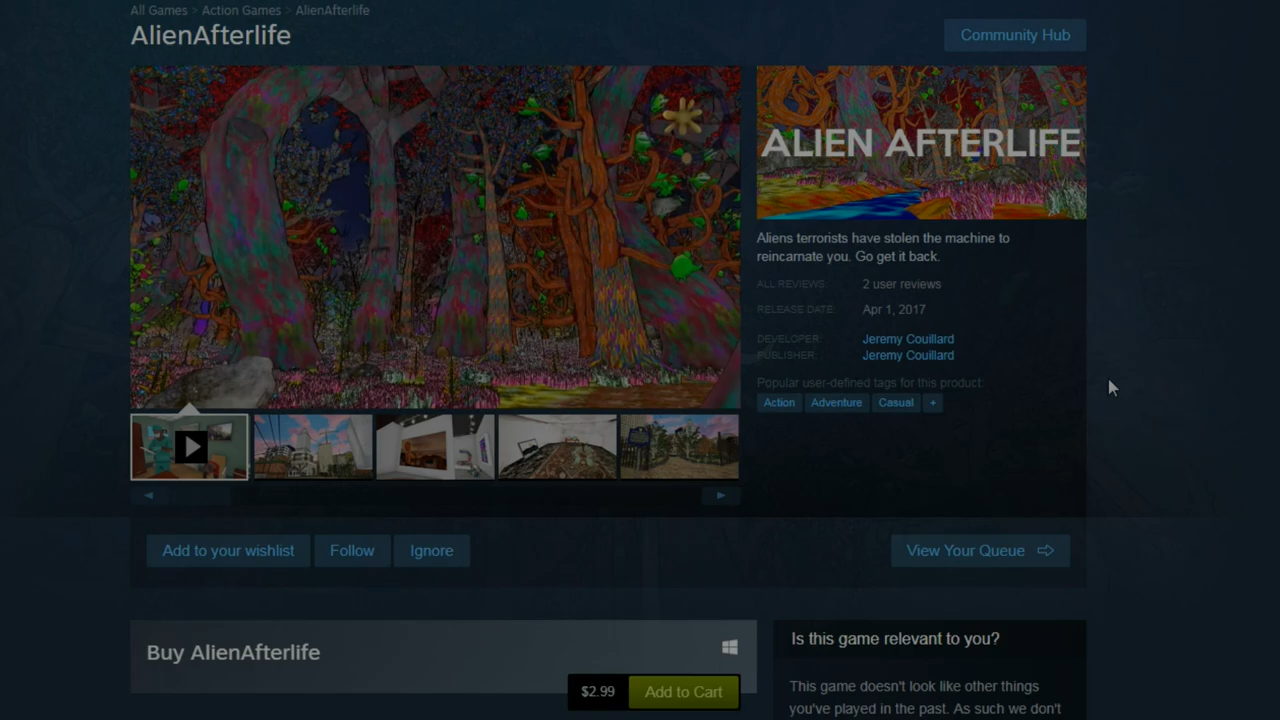 All Games > Action Games > AlienAfterlife
AlienAfterlife
Community Hub
ALIEN AFTERLIFE
Aliens terrorists have stolen the machine to
reincarnate you. Go get it back.
ALL REVIEWS: 2 user reviews
RELEASE DATE: Apr 1, 2017
DEVELOPER: Jeremy Couillard
PUBLISHER: Jeremy Couillard
Popular user-defined tags for this product:
Action Adventure Casual +
Add to your wishlist Follow Ignore
View Your Queue
Buy AlienAfterlife
$2.99 Add to Cart
Is this game relevant to you?
This game doesn't look like other things
you've played in the past. As such we don't